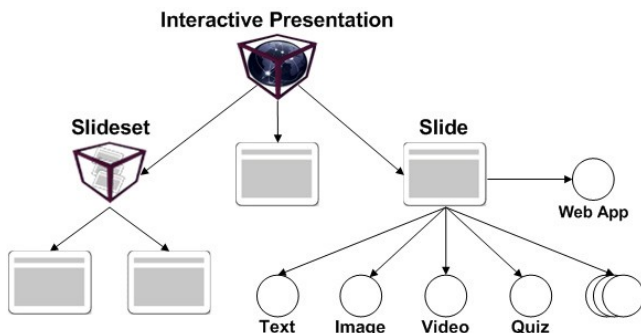 Interactive Presentation
Slideset
Slide
Web App
Text
Image
Video
Quiz